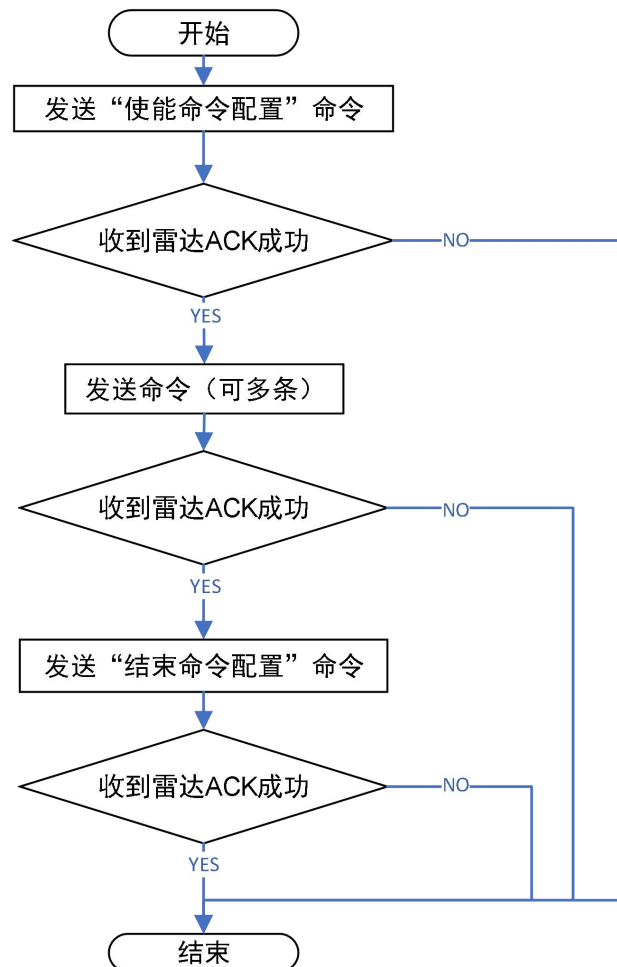 开始
发送“使能命令配置”命令
收到雷达ACK成功
NO
YES
发送命令（可多条）
收到雷达ACK成功
NO
YES
发送“结束命令配置”命令
收到雷达ACK成功
NO
YES
结束